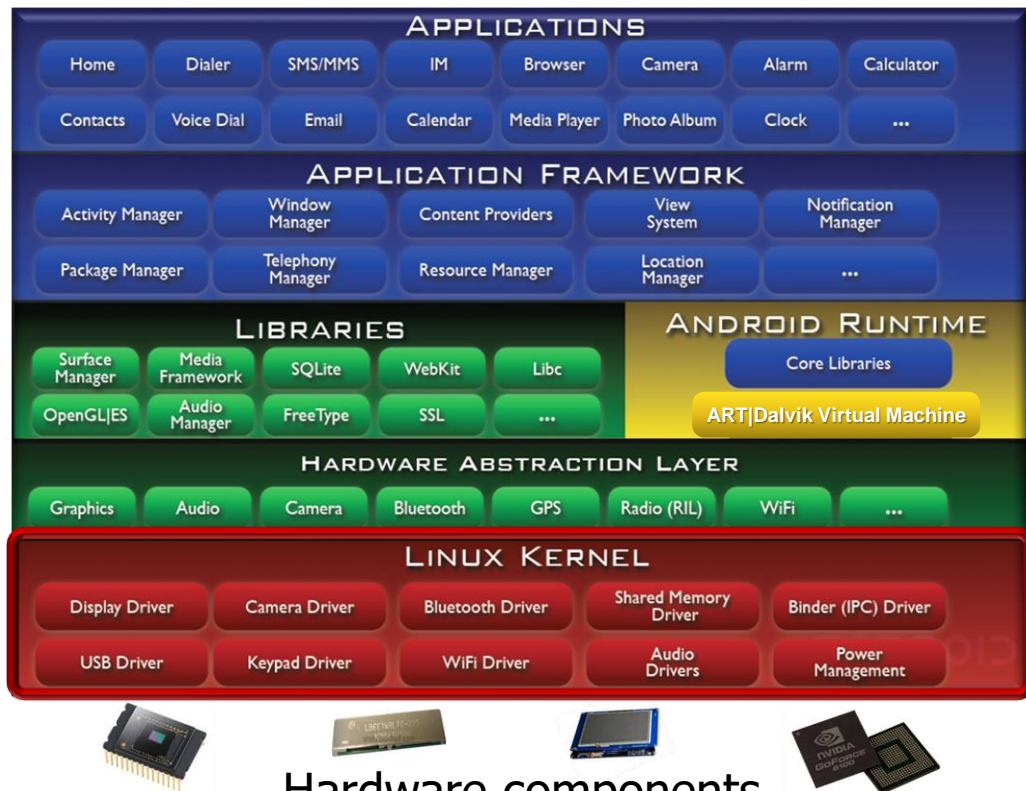 APPLICATIONS
Home Dialer SMS/MMS IM Browser Camera Alarm Calculator
Contacts Voice Dial Email Calendar Media Player Photo Album Clock ...
APPLICATION FRAMEWORK
Activity Manager Window Manager Content Providers View System Notification Manager
Package Manager Telephony Manager Resource Manager Location Manager ...
LIBRARIES
Surface Manager Media Framework SQLite WebKit Libc
OpenGL|ES Audio Manager FreeType SSL ...
ANDROID RUNTIME
Core Libraries
ART|Dalvik Virtual Machine
HARDWARE ABSTRACTION LAYER
Graphics Audio Camera Bluetooth GPS Radio (RIL) WiFi ...
LINUX KERNEL
Display Driver Camera Driver Bluetooth Driver Shared Memory Driver Binder (IPC) Driver
USB Driver Keypad Driver WiFi Driver Audio Drivers Power Management
NVIDIA
GOFORCE
Hardware components